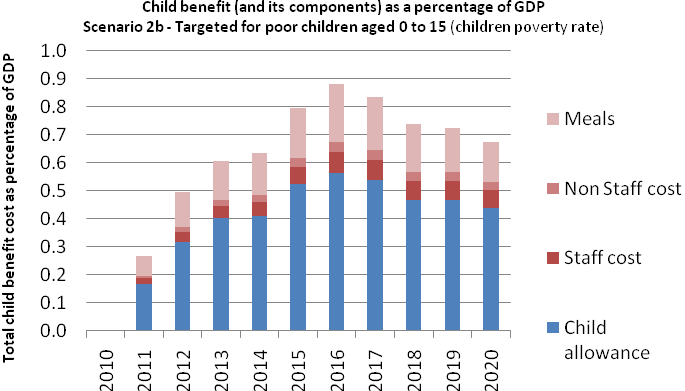 Child benefit (and its components) as a percentage of GDP
Scenario 2b - Targeted for poor children aged 0 to 15 (children poverty rate)
Total child benefit cost as percentage of GDP
1.0
0.9
0.8
0.7
0.6
0.5
0.4
0.3
0.2
0.1
0.0
2010 2011 2012 2013 2014 2015 2016 2017 2018 2019 2020
Meals
Non Staff cost
Staff cost
Child
allowance